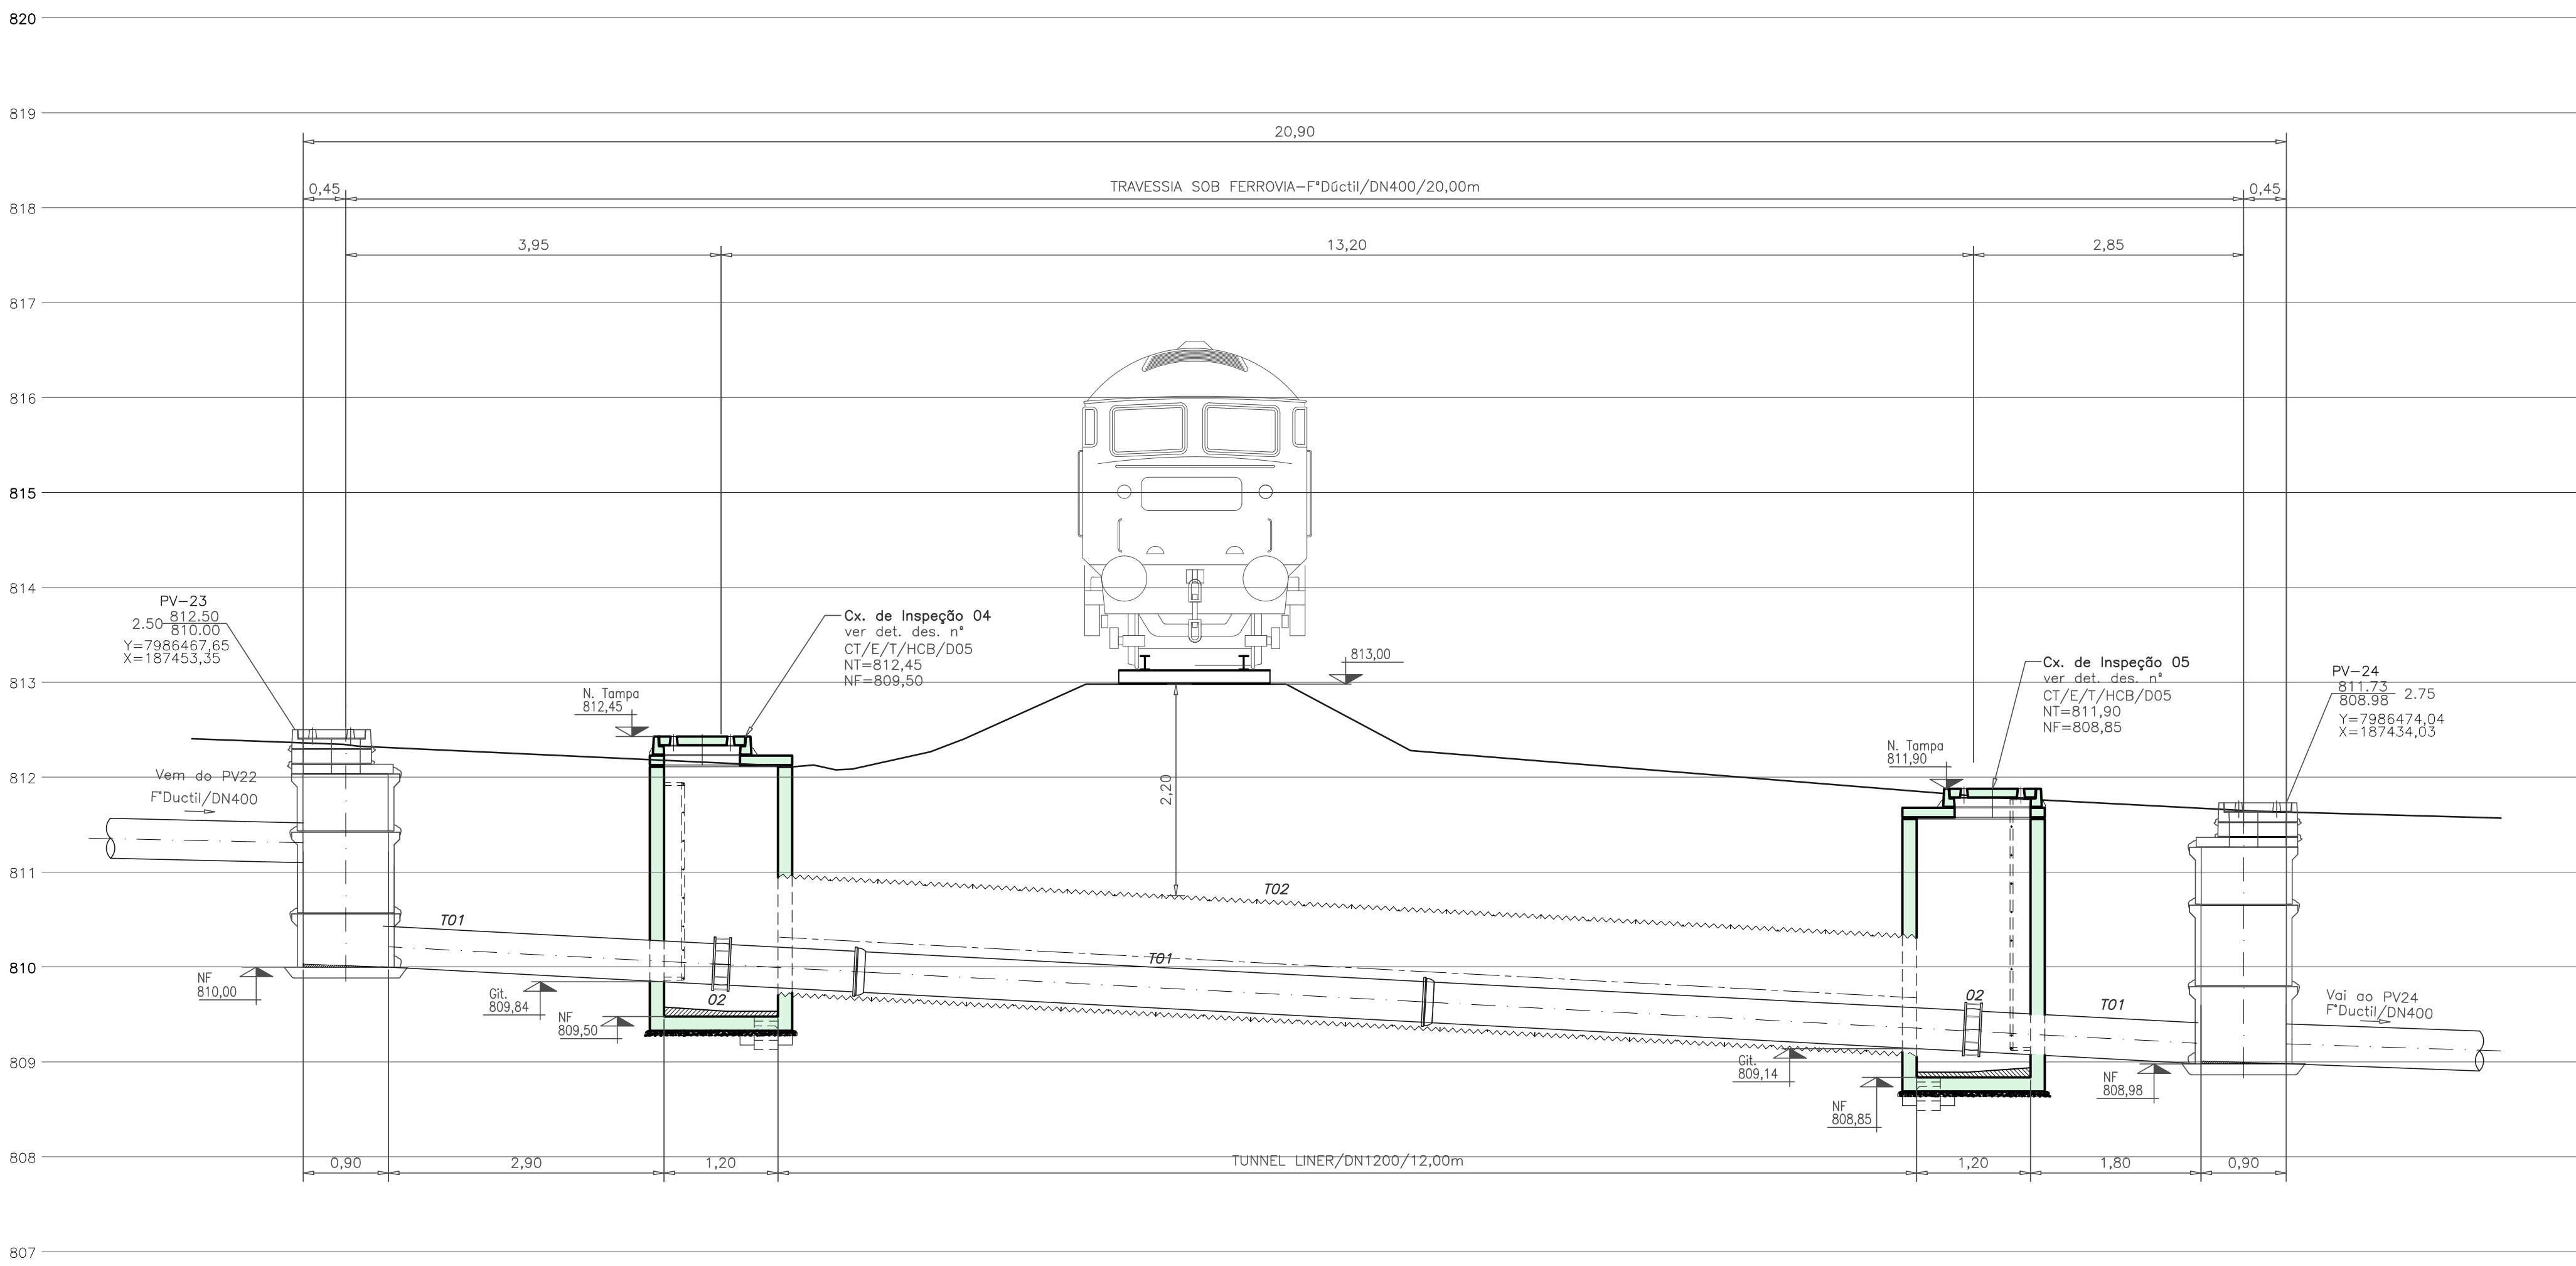 820
819
20,90
0,45
TRAVESSIA SOB FERROVIA-FºDúctil/DN400/20,00m
0,45
818
3,95
13,20
2,85
817
816
815
814
PV-23
2.50 812.50
810.00
Y=7986467,65
X=187453,35
Cx. de Inspeção 04
ver det. des. nº
CT/E/T/HCB/D05
NT=812,45
NF=809,50
813,00
Cx. de Inspeção 05
ver det. des. nº
CT/E/T/HCB/D05
NT=811,90
NF=808,85
PV-24
811.73 2.75
808.98
Y=7986474,04
X=187434,03
813
N. Tampa
812,45
N. Tampa
811,90
812
Vem do PV22
FºDuctil/DN400
2,20
811
T02
T01
T01
810
NF
810,00
Git.
809,84
02
NF
809,50
02
T01
Vai ao PV24
FºDuctil/DN400
809
Git.
809,14
NF
808,85
NF
808,98
808
0,90
2,90
1,20
TUNNEL LINER/DN1200/12,00m
1,20
1,80
0,90
807